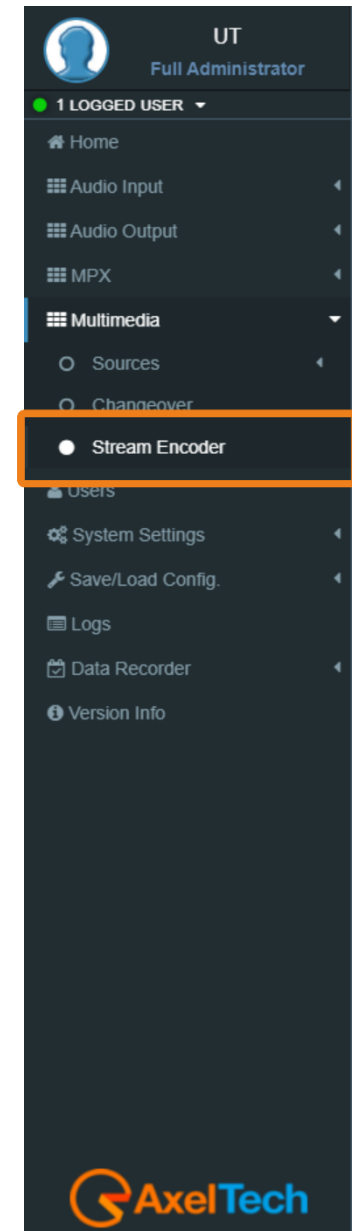 UT
Full Administrator
1 LOGGED USER
Home
Audio Input
Audio Output
MPX
Multimedia
Sources
Changeover
Stream Encoder
Users
System Settings
Save/Load Config.
Logs
Data Recorder
Version Info
AxelTech